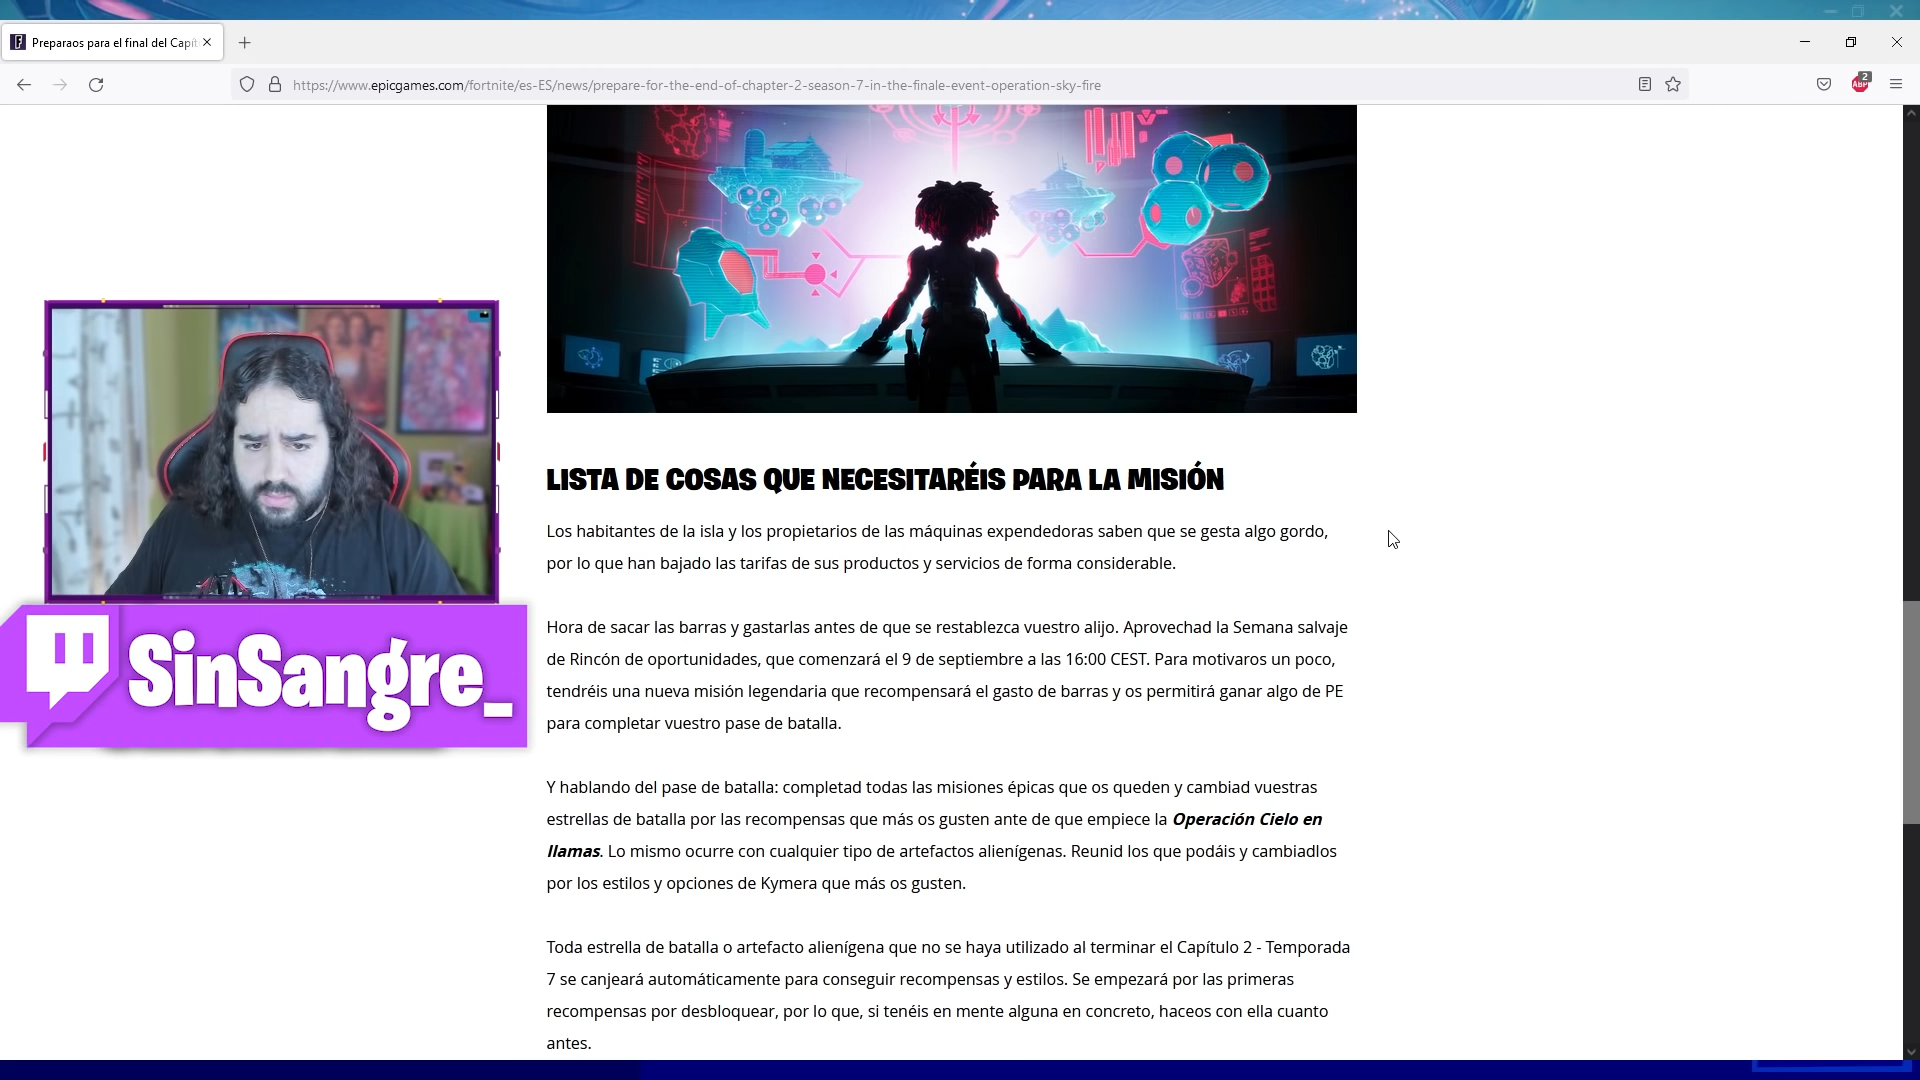 Preparaos para el final del Capít
https://www.epicgames.com/fortnite/es-ES/news/prepare-for-the-end-of-chapter-2-season-7-in-the-finale-event-operation-sky-fire
2
ABP
LISTA DE COSAS QUE NECESITARÉIS PARA LA MISIÓN
Los habitantes de la isla y los propietarios de las máquinas expendedoras saben que se gesta algo gordo,
por lo que han bajado las tarifas de sus productos y servicios de forma considerable.
Hora de sacar las barras y gastarlas antes de que se restablezca vuestro alijo. Aprovechad la Semana salvaje
de Rincón de oportunidades, que comenzará el 9 de septiembre a las 16:00 CEST. Para motivaros un poco,
tendréis una nueva misión legendaria que recompensará el gasto de barras y os permitirá ganar algo de PE
para completar vuestro pase de batalla.
Y hablando del pase de batalla: completad todas las misiones épicas que os queden y cambiad vuestras
estrellas de batalla por las recompensas que más os gusten ante de que empiece la Operación Cielo en
llamas. Lo mismo ocurre con cualquier tipo de artefactos alienígenas. Reunid los que podáis y cambiadlos
por los estilos y opciones de Kymera que más os gusten.
Toda estrella de batalla o artefacto alienígena que no se haya utilizado al terminar el Capítulo 2 - Temporada
7 se canjeará automáticamente para conseguir recompensas y estilos. Se empezará por las primeras
recompensas por desbloquear, por lo que, si tenéis en mente alguna en concreto, haceos con ella cuanto
antes.
SinSangre_